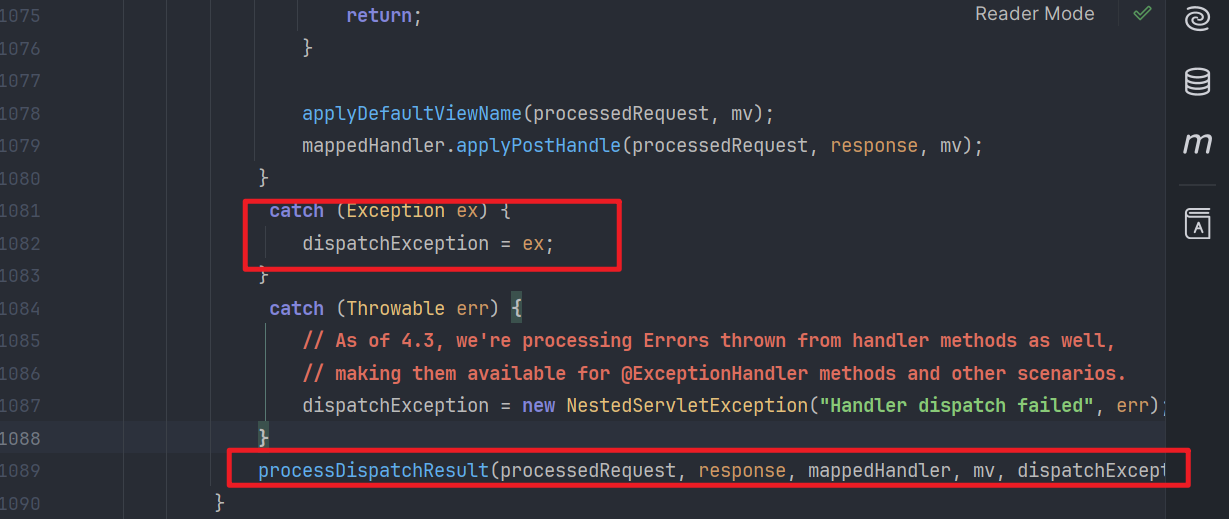 1075 return;
Reader Mode
1076 }
1077
1078 applyDefaultViewName(processedRequest, mv);
1079 mappedHandler.applyPostHandle(processedRequest, response, mv);
1080 }
1081 catch (Exception ex) {
1082 dispatchException = ex;
1083 }
1084 catch (Throwable err) {
1085 // As of 4.3, we're processing Errors thrown from handler methods as well,
1086 // making them available for @ExceptionHandler methods and other scenarios.
1087 dispatchException = new NestedServletException("Handler dispatch failed", err);
1088 }
1089 processDispatchResult(processedRequest, response, mappedHandler, mv, dispatchExcept
1090 }
m
A